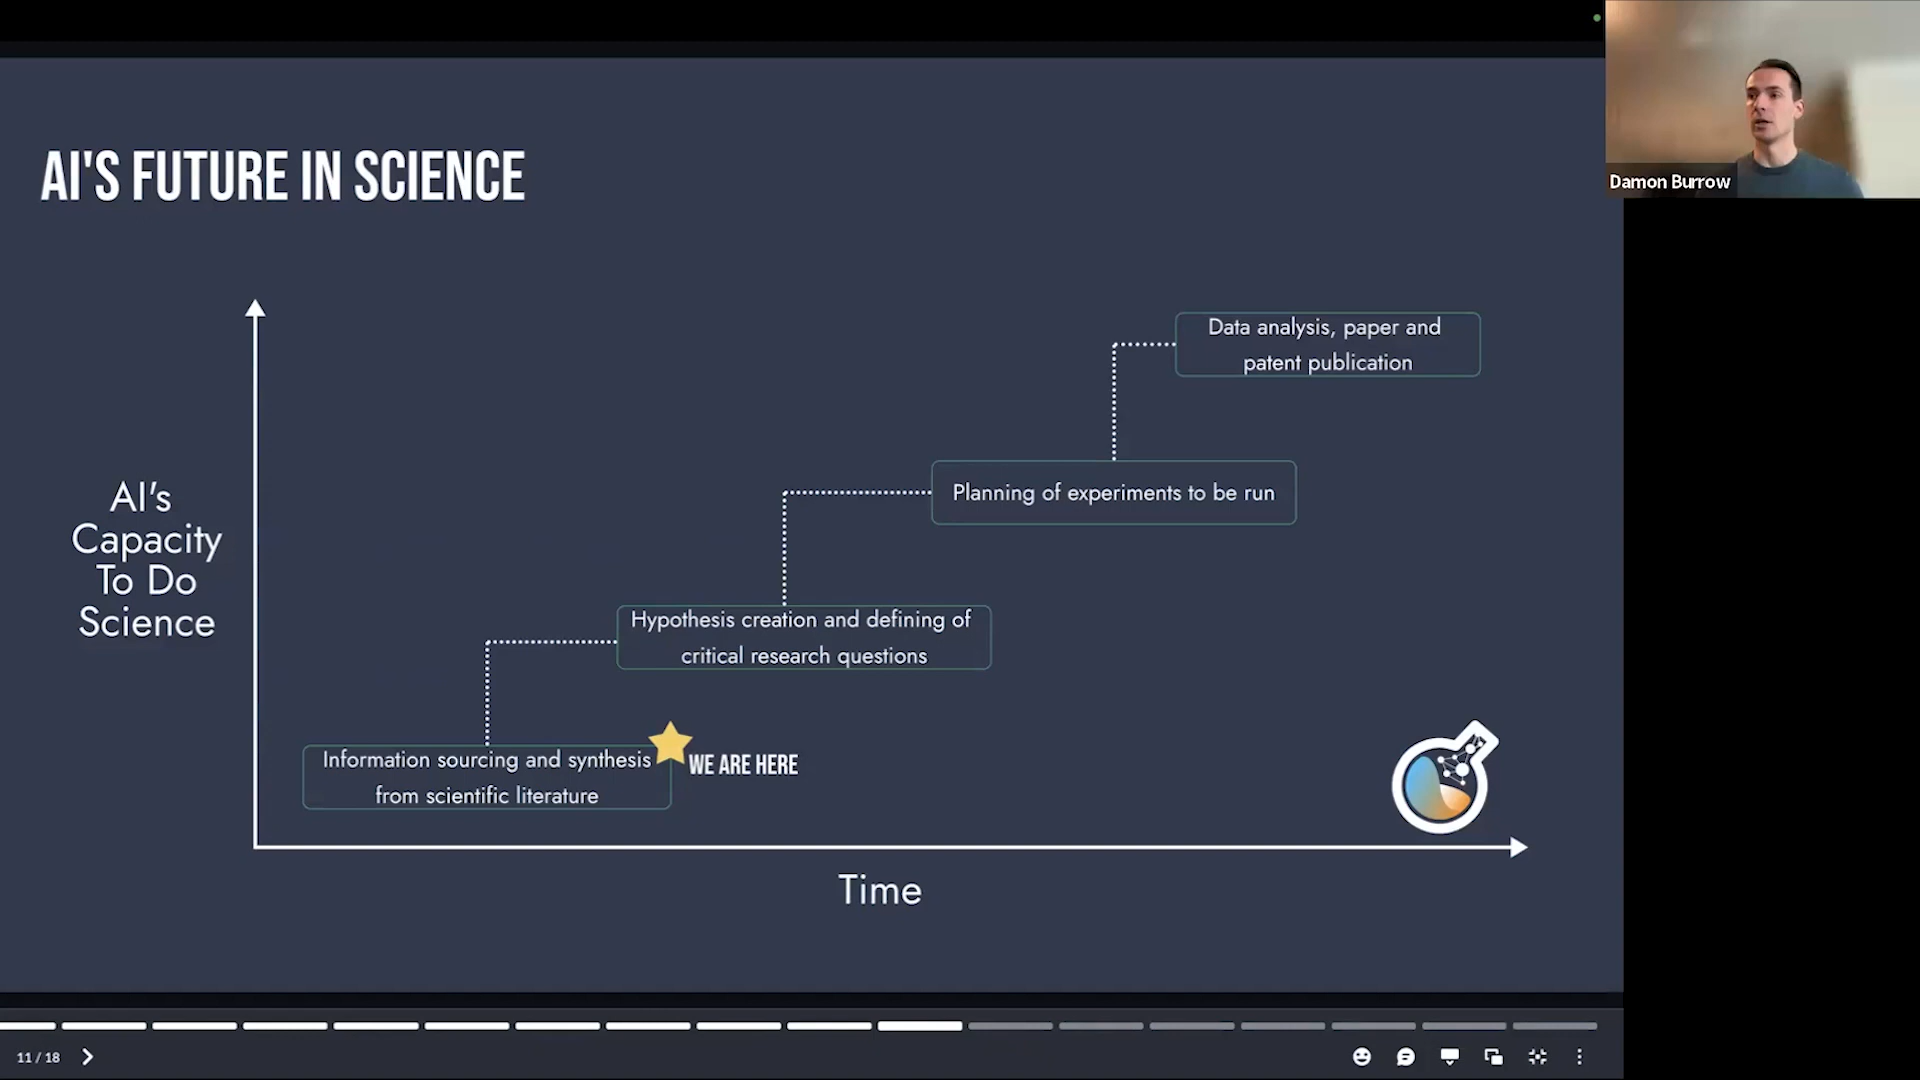 Damon Burrow
AI'S FUTURE IN SCIENCE
Data analysis, paper and
patent publication
Planning of experiments to be run
AI's
Capacity
To Do
Science
Hypothesis creation and defining of
critical research questions
Information sourcing and synthesis
from scientific literature
WE ARE HERE
Time
11 / 18